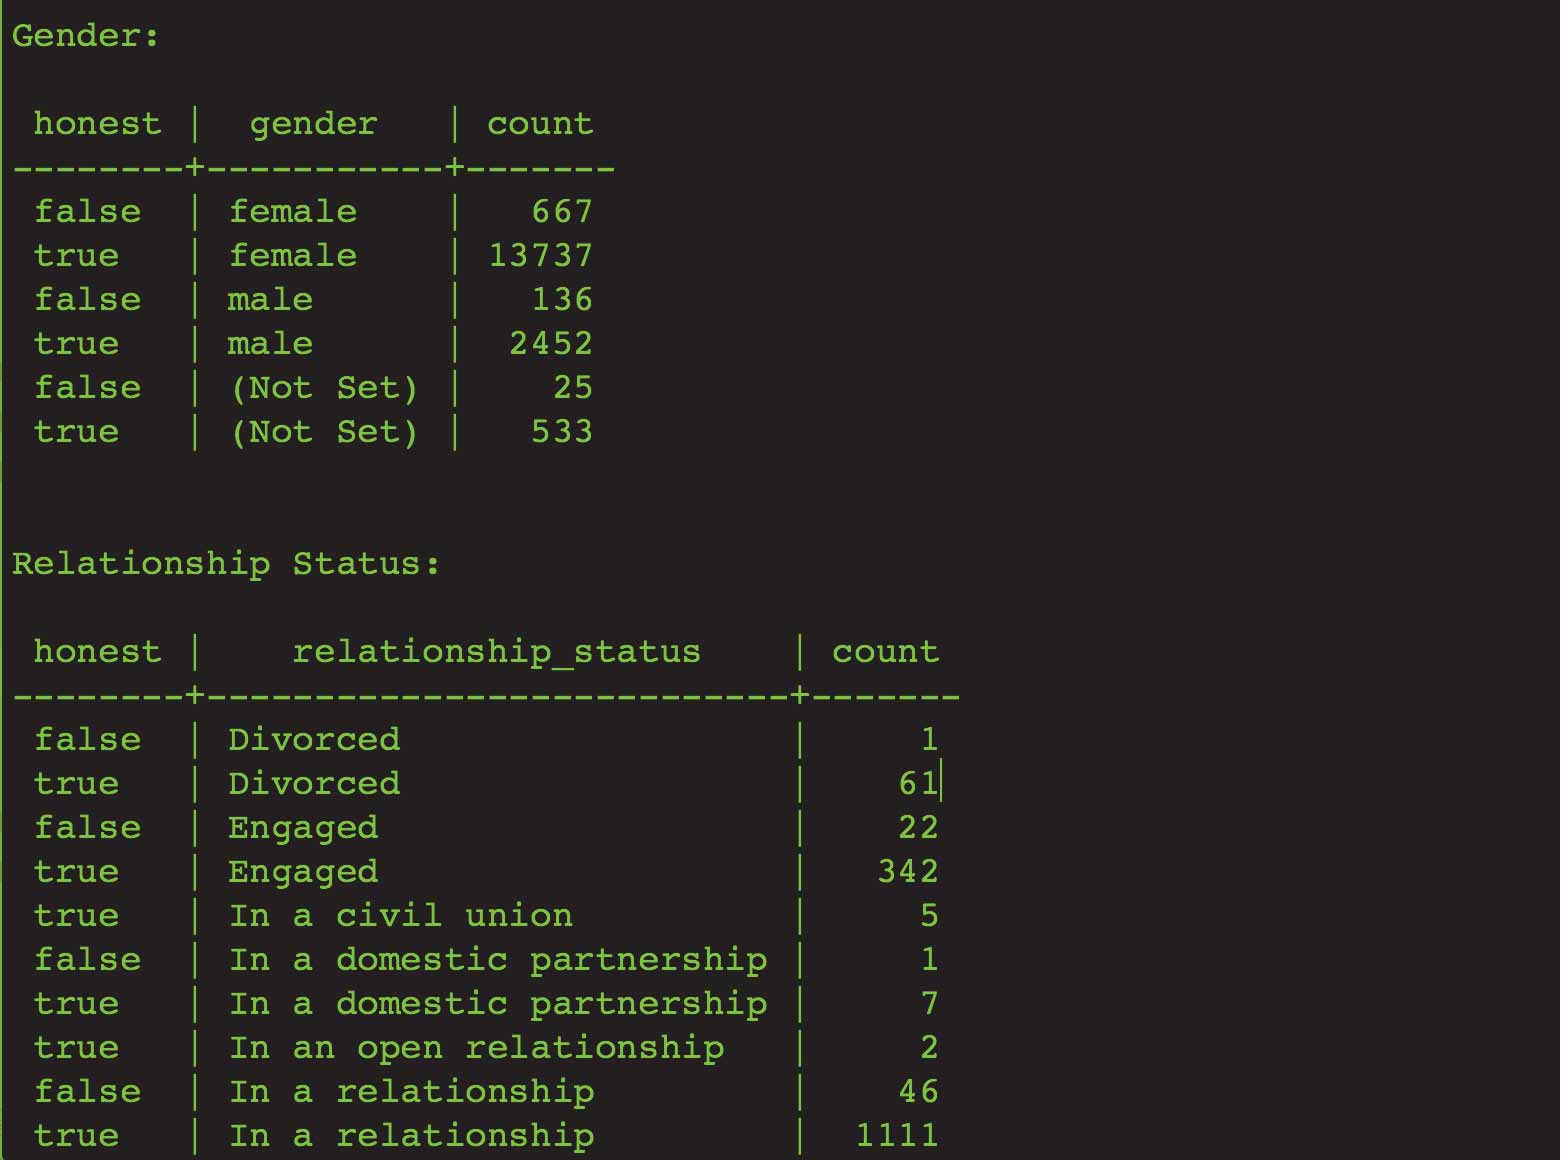 Gender:
honest | gender | count
--------+-----------+-------
false | female | 667
true | female | 13737
false | male | 136
true | male | 2452
false | (Not Set) | 25
true | (Not Set) | 533
Relationship Status:
honest | relationship_status | count
--------+---------------------------+-------
false | Divorced | 1
true | Divorced | 61
false | Engaged | 22
true | Engaged | 342
true | In a civil union | 5
false | In a domestic partnership | 1
true | In a domestic partnership | 7
true | In an open relationship | 2
false | In a relationship | 46
true | In a relationship | 1111